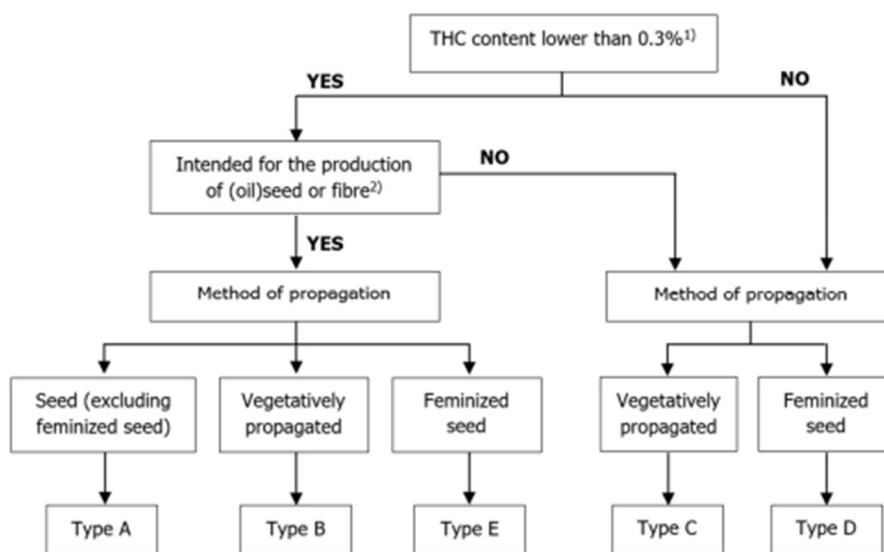 THC content lower than 0.3%1)
YES
NO
Intended for the production
of (oil)seed or fibre2)
NO
YES
Method of propagation
Method of propagation
Seed (excluding
feminized seed)
Vegetatively
propagated
Feminized
seed
Vegetatively
propagated
Feminized
seed
Type A
Type B
Type E
Type C
Type D